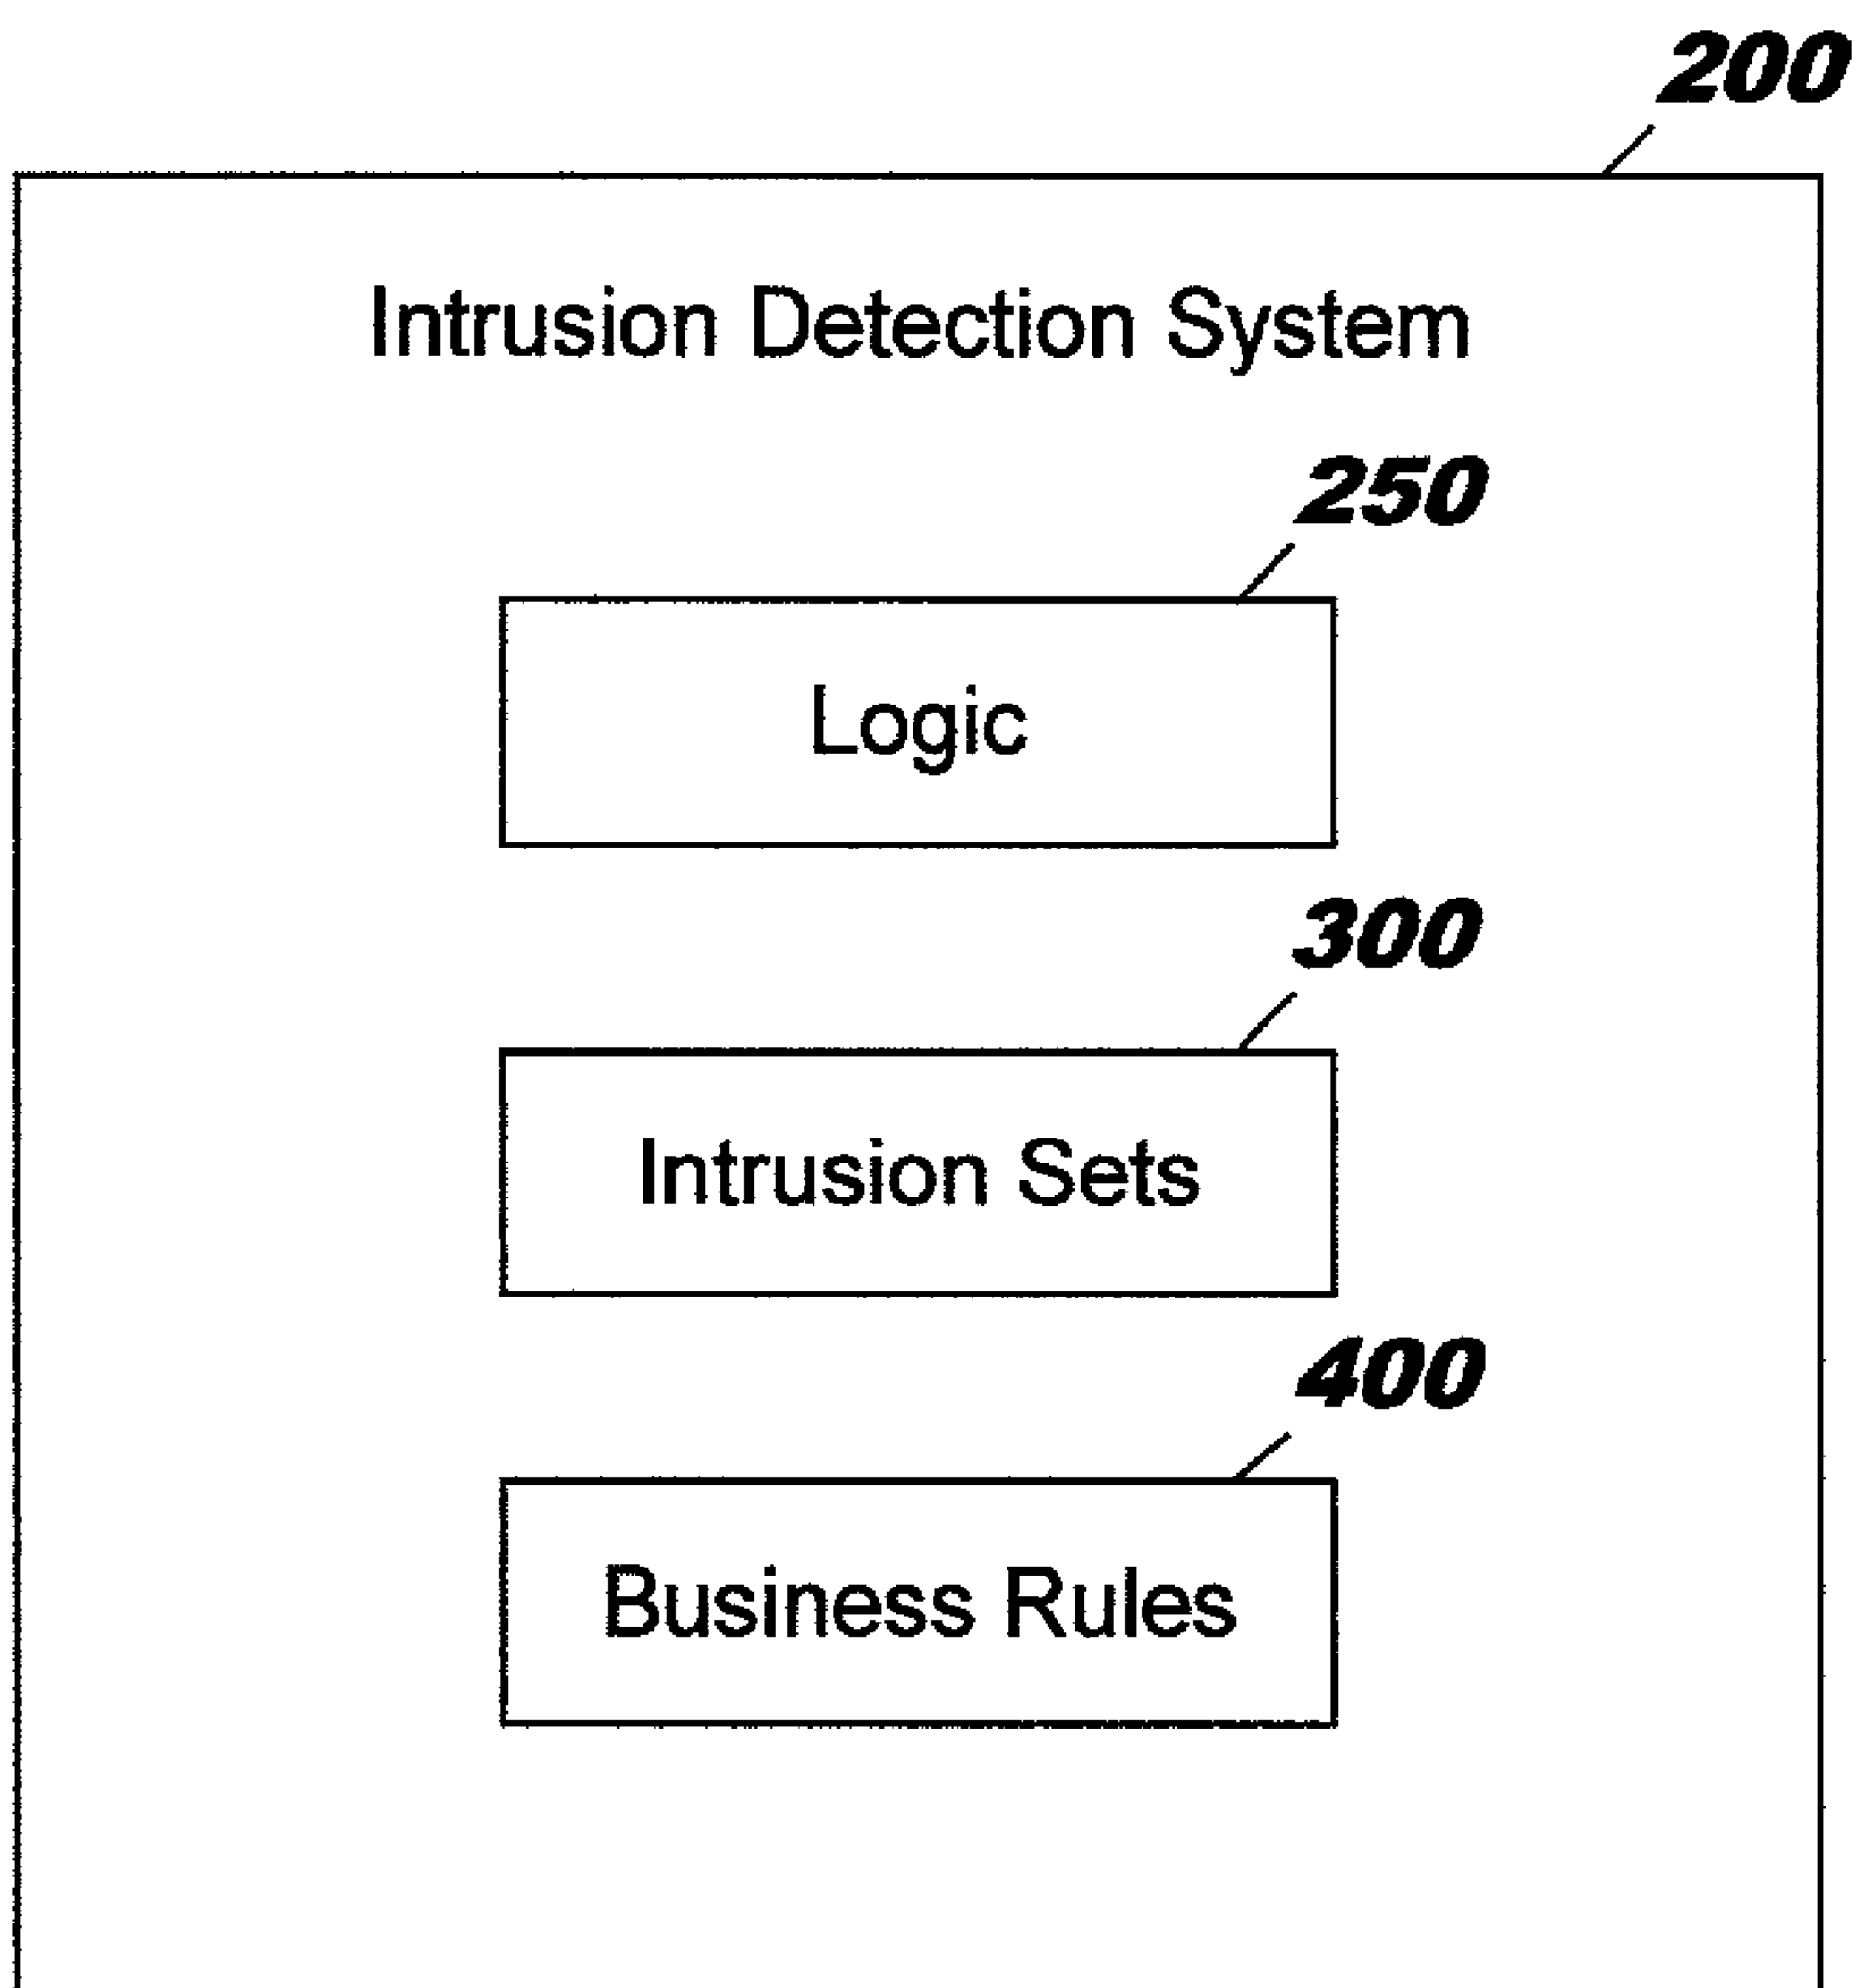 200
Intrusion Detection System
250
Logic
300
Intrusion Sets
400
Business Rules